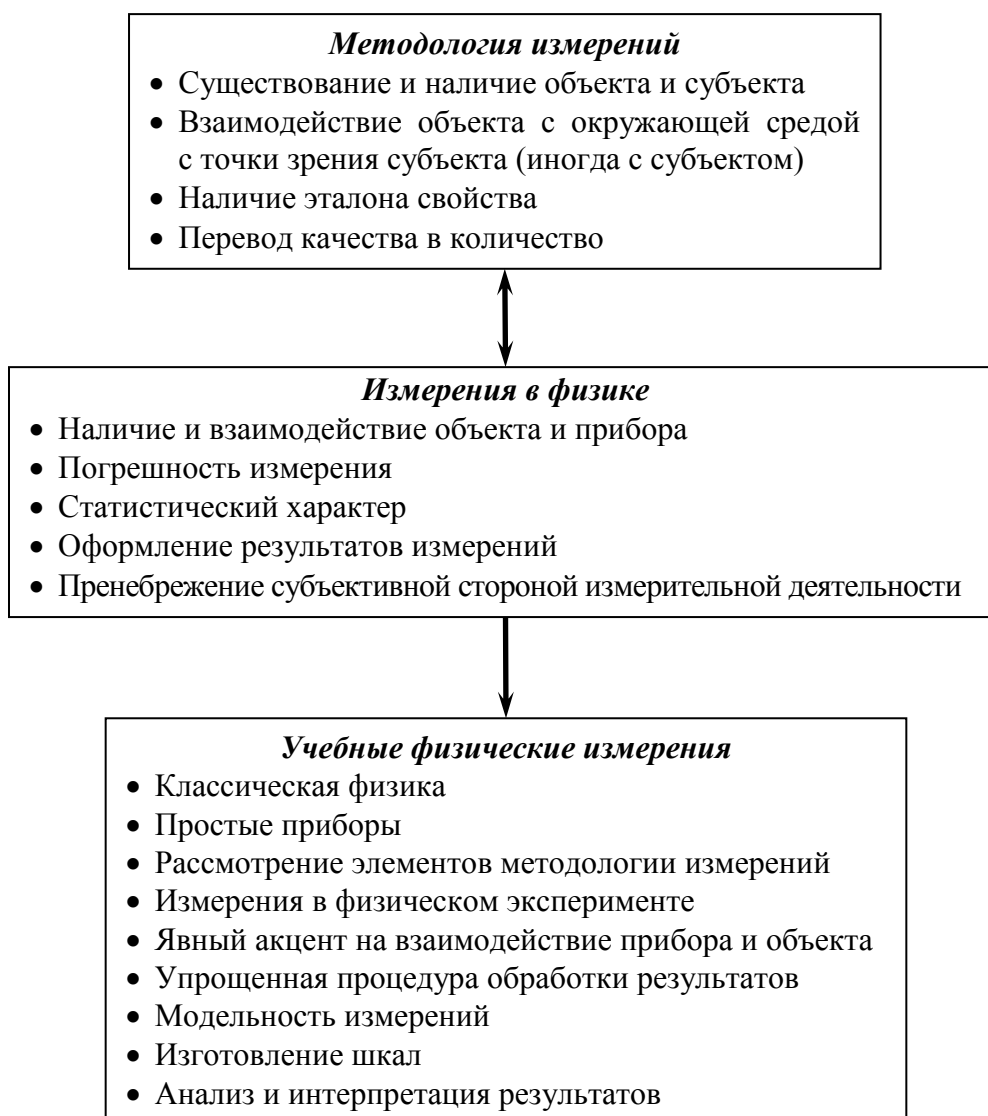 Методология измерений
• Существование и наличие объекта и субъекта
• Взаимодействие объекта с окружающей средой
с точки зрения субъекта (иногда с субъектом)
• Наличие эталона свойства
• Перевод качества в количество
Измерения в физике
• Наличие и взаимодействие объекта и прибора
• Погрешность измерения
• Статистический характер
• Оформление результатов измерений
• Пренебрежение субъективной стороной измерительной деятельности
Учебные физические измерения
• Классическая физика
• Простые приборы
• Рассмотрение элементов методологии измерений
• Измерения в физическом эксперименте
• Явный акцент на взаимодействие прибора и объекта
• Упрощенная процедура обработки результатов
• Модельность измерений
• Изготовление шкал
• Анализ и интерпретация результатов